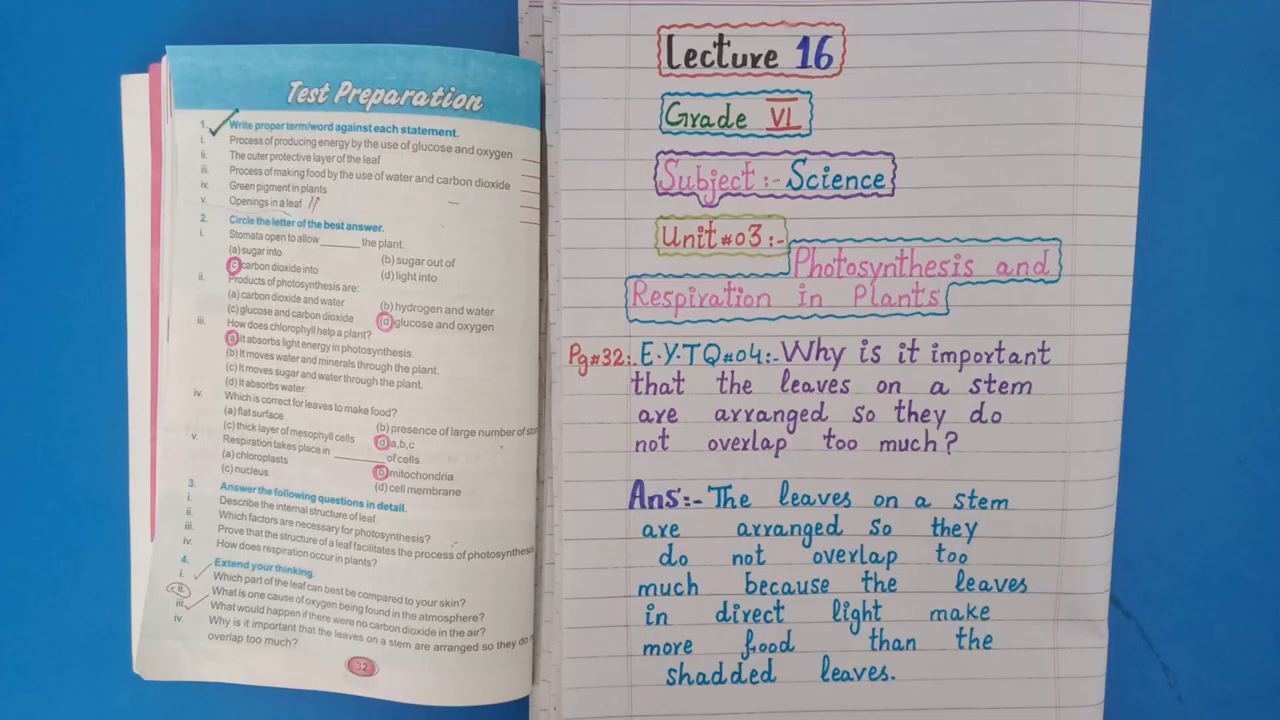 Test Preparation
1. Write proper term/word against each statement.
i. Process of producing energy by the use of glucose and oxygen
ii. The outer protective layer of the leaf
iii. Process of making food by the use of water and carbon dioxide
iv. Green pigment in plants
v. Openings in a leaf
2. Circle the letter of the best answer.
i. Stomata open to allow ________ the plant.
(a) sugar into (b) sugar out of
(c) carbon dioxide into (d) light into
ii. Products of photosynthesis are:
(a) carbon dioxide and water (b) hydrogen and water
(c) glucose and carbon dioxide (d) glucose and oxygen
iii. How does chlorophyll help a plant?
(a) It absorbs light energy in photosynthesis.
(b) It moves water and minerals through the plant.
(c) It moves sugar and water through the plant.
(d) It absorbs water.
iv. Which is correct for leaves to make food?
(a) flat surface (b) presence of large number of
(c) thick layer of mesophyll cells (d) a,b,c
v. Respiration takes place in ________ of cells.
(a) chloroplasts (b) mitochondria
(c) nucleus (d) cell membrane
3. Answer the following questions in detail.
i. Describe the internal structure of leaf.
ii. Which factors are necessary for photosynthesis?
iii. Prove that the structure of a leaf facilitates the process of photosynthesis
iv. How does respiration occur in plants?
4. Extend your thinking.
i. Which part of the leaf can best be compared to your skin?
ii. What is one cause of oxygen being found in the atmosphere?
iii. What would happen if there were no carbon dioxide in the air?
iv. Why is it important that the leaves on a stem are arranged so they do
overlap too much?
32
Lecture 16
Grade VI
Subject:- Science
Unit#03:-
Photosynthesis and
Respiration in Plants
Pg#32:. E.Y.T Q#04:- Why is it important
that the leaves on a stem
are arranged so they do
not overlap too much?
Ans:- The leaves on a stem
are arranged so they
do not overlap too
much because the leaves
in direct light make
more food than the
shadded leaves.